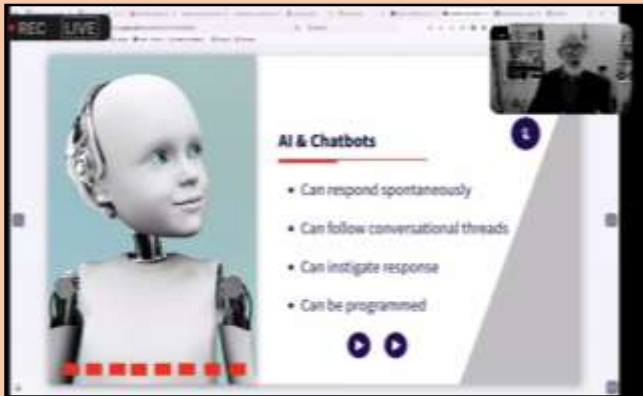 REC LIVE
AI & Chatbots
• Can respond spontaneously
• Can follow conversational threads
• Can instigate response
• Can be programmed